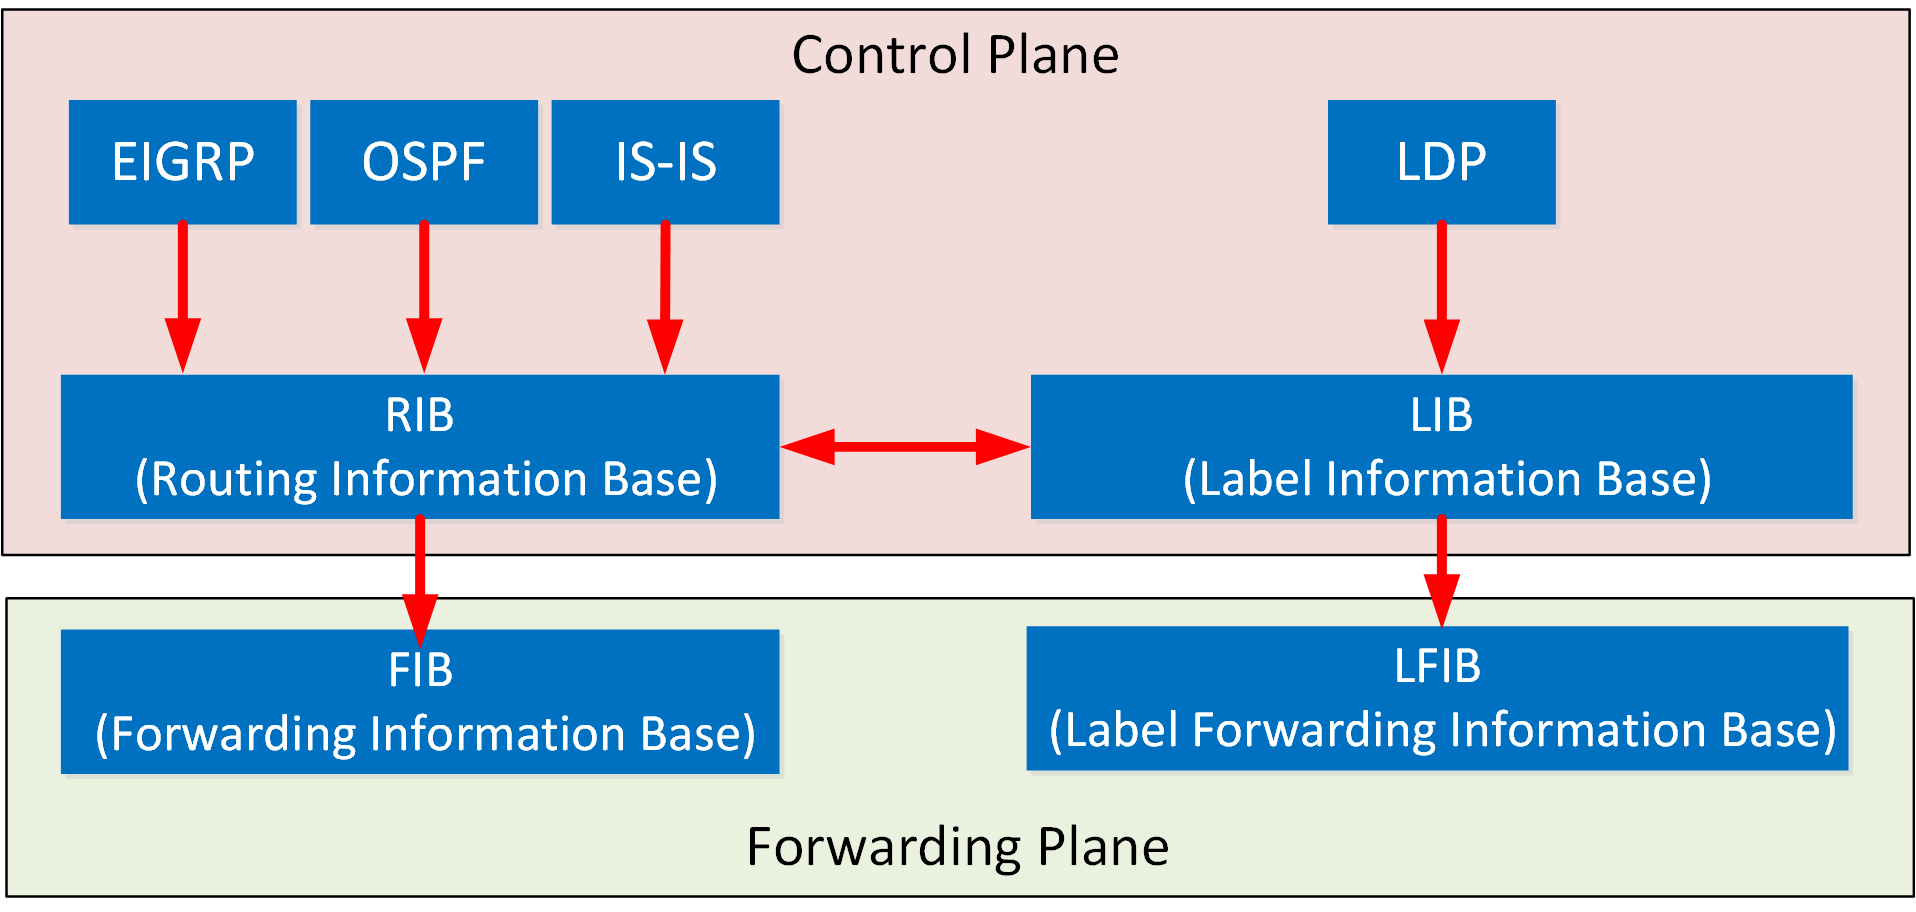 Control Plane
EIGRP
OSPF
IS-IS
LDP
RIB
(Routing Information Base)
LIB
(Label Information Base)
FIB
(Forwarding Information Base)
LFIB
(Label Forwarding Information Base)
Forwarding Plane